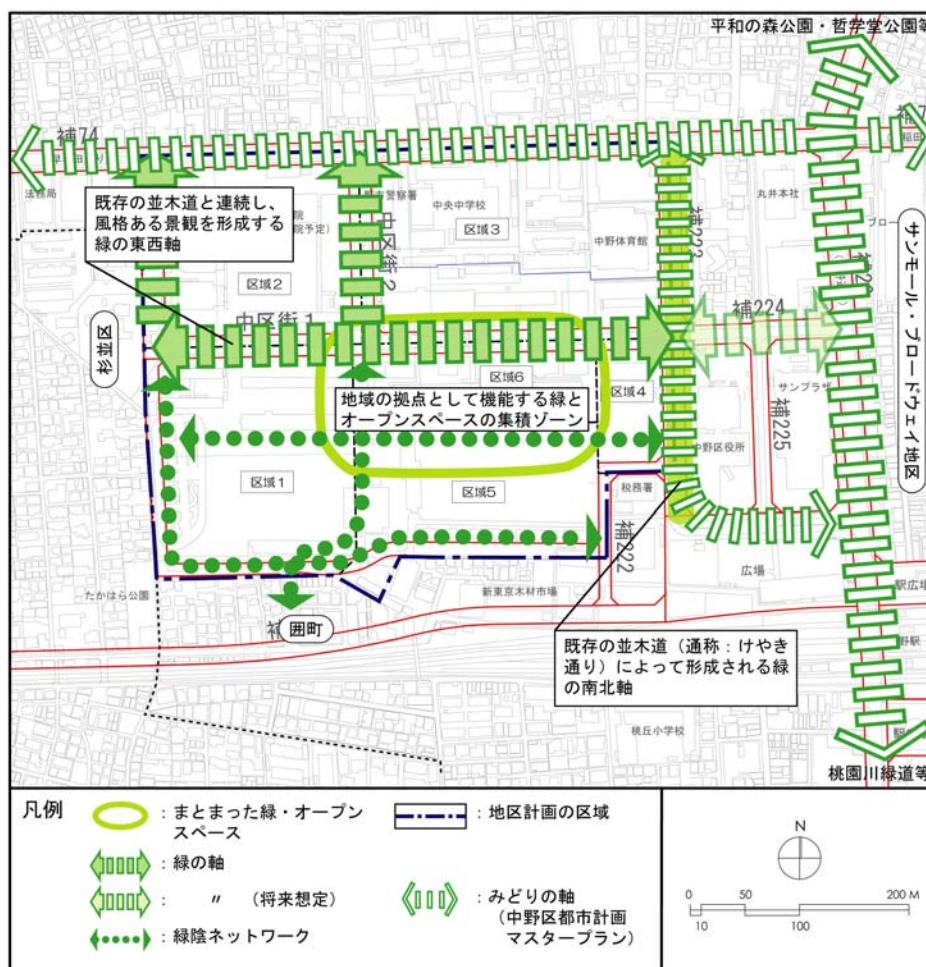 平和の森公園・哲学堂公園等
補74
法務局
既存の並木道と連続し、
風格ある景観を形成する
緑の東西軸
警察署
中央中学校
区域3
中野体育館
補223
丸井本社
区域2
中区街2
中区街1
補224
サンモール・ブロードウェイ地区
杉並区
区域6
区域4
地域の拠点として機能する緑と
オープンスペースの集積ゾーン
サンプラザ
補225
中野区役所
区域1
区域5
税務署
補222
広場
駅広場
たかはら公園
新東京木材市場
囲町
既存の並木道（通称：けやき
通り）によって形成される緑
の南北軸
桃丘小学校
桃園川緑道等
凡例
：まとまった緑・オープン
スペース
：地区計画の区域
：緑の軸
：　〃　（将来想定）
：みどりの軸
（中野区都市計画
マスタープラン）
：緑陰ネットワーク
N
0 50 200 M
10 100